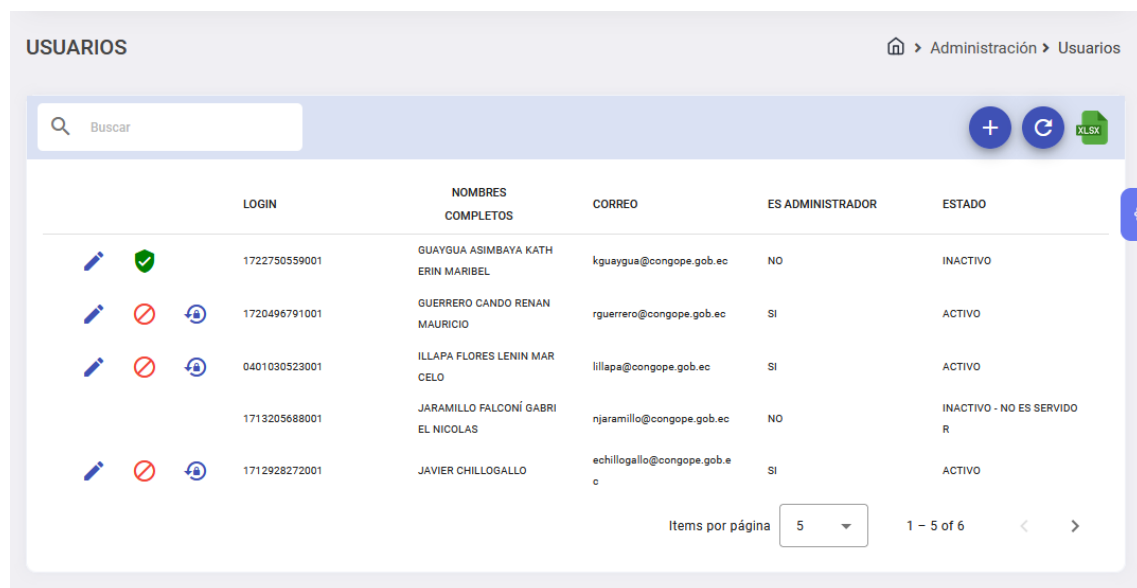 USUARIOS
Administración > Usuarios
Buscar
XLSX
LOGIN
NOMBRES
COMPLETOS
CORREO
ES ADMINISTRADOR
ESTADO
1722750559001
GUAYGUA ASIMBAYA KATH
ERIN MARIBEL
kguaygua@congope.gob.ec
NO
INACTIVO
1720496791001
GUERRERO CANDO RENAN
MAURICIO
rguerrero@congope.gob.ec
SI
ACTIVO
0401030523001
ILLAPA FLORES LENIN MAR
CELO
lillapa@congope.gob.ec
SI
ACTIVO
1713205688001
JARAMILLO FALCONÍ GABRI
EL NICOLAS
njaramillo@congope.gob.ec
NO
INACTIVO - NO ES SERVIDO
R
1712928272001
JAVIER CHILLOGALLO
echillogallo@congope.gob.e
c
SI
ACTIVO
Items por página
5
1 – 5 of 6